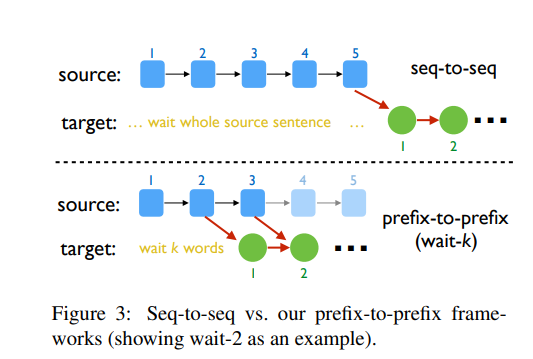 1 2 3 4 5
source:
seq-to-seq
target: ... wait whole source sentence ... ...
1 2
1 2 3 4 5
source:
prefix-to-prefix
(wait-k)
target: wait k words ...
1 2
Figure 3: Seq-to-seq vs. our prefix-to-prefix frame-
works (showing wait-2 as an example).